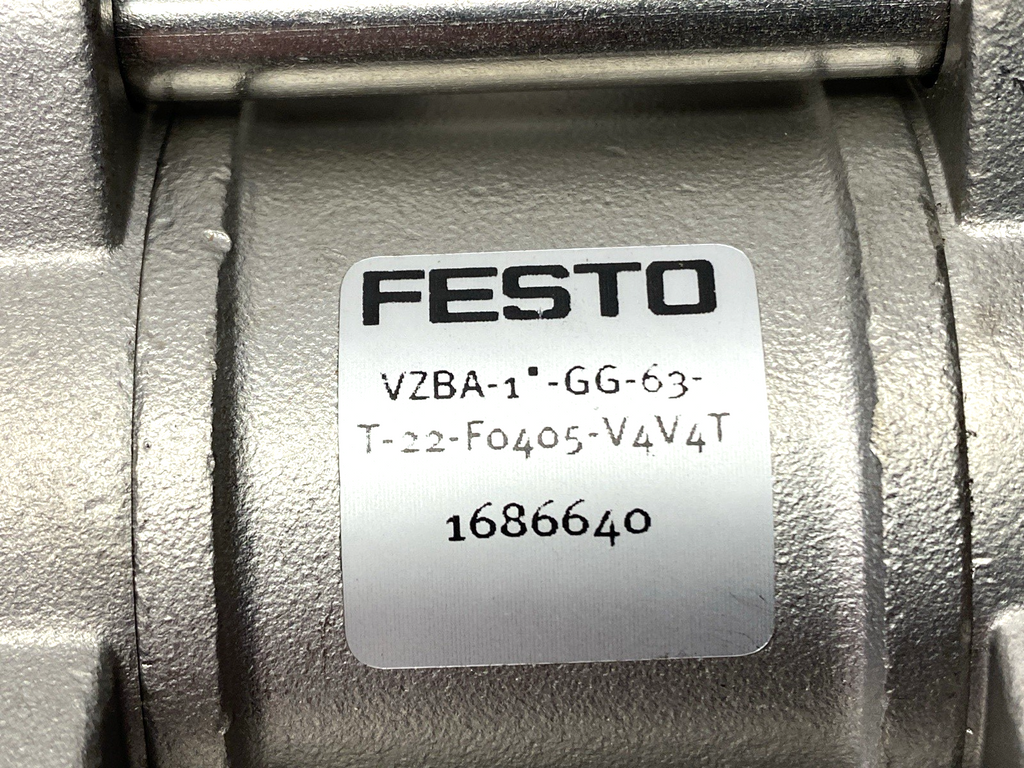 FESTO
VZBA-1"-GG-63-
T-22-F0405-V4V4T
1686640